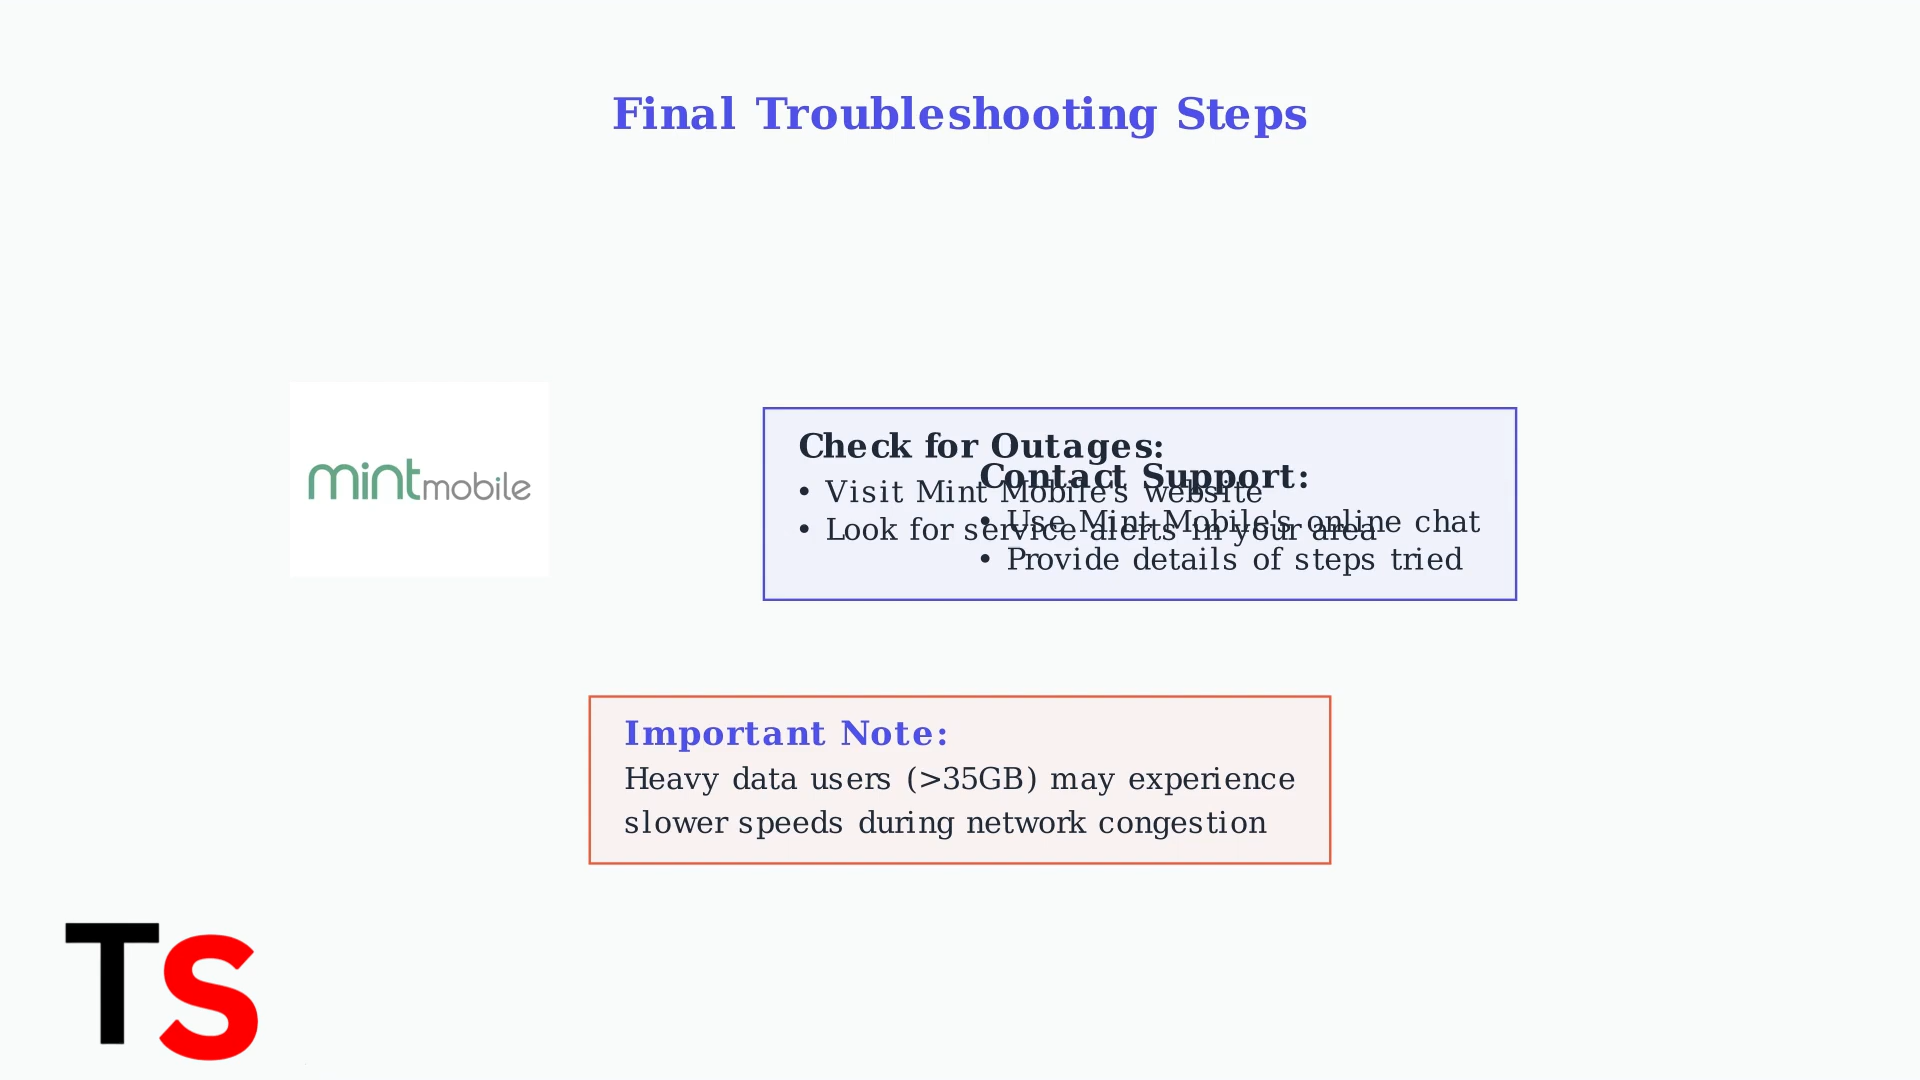 Final Troubleshooting Steps
mint mobile
Check for Outages:
• Visit Mint Mobile's website
• Look for service alerts in your area
Contact Support:
• Use Mint Mobile's online chat
• Provide details of steps tried
Important Note:
Heavy data users (>35GB) may experience
slower speeds during network congestion
TS